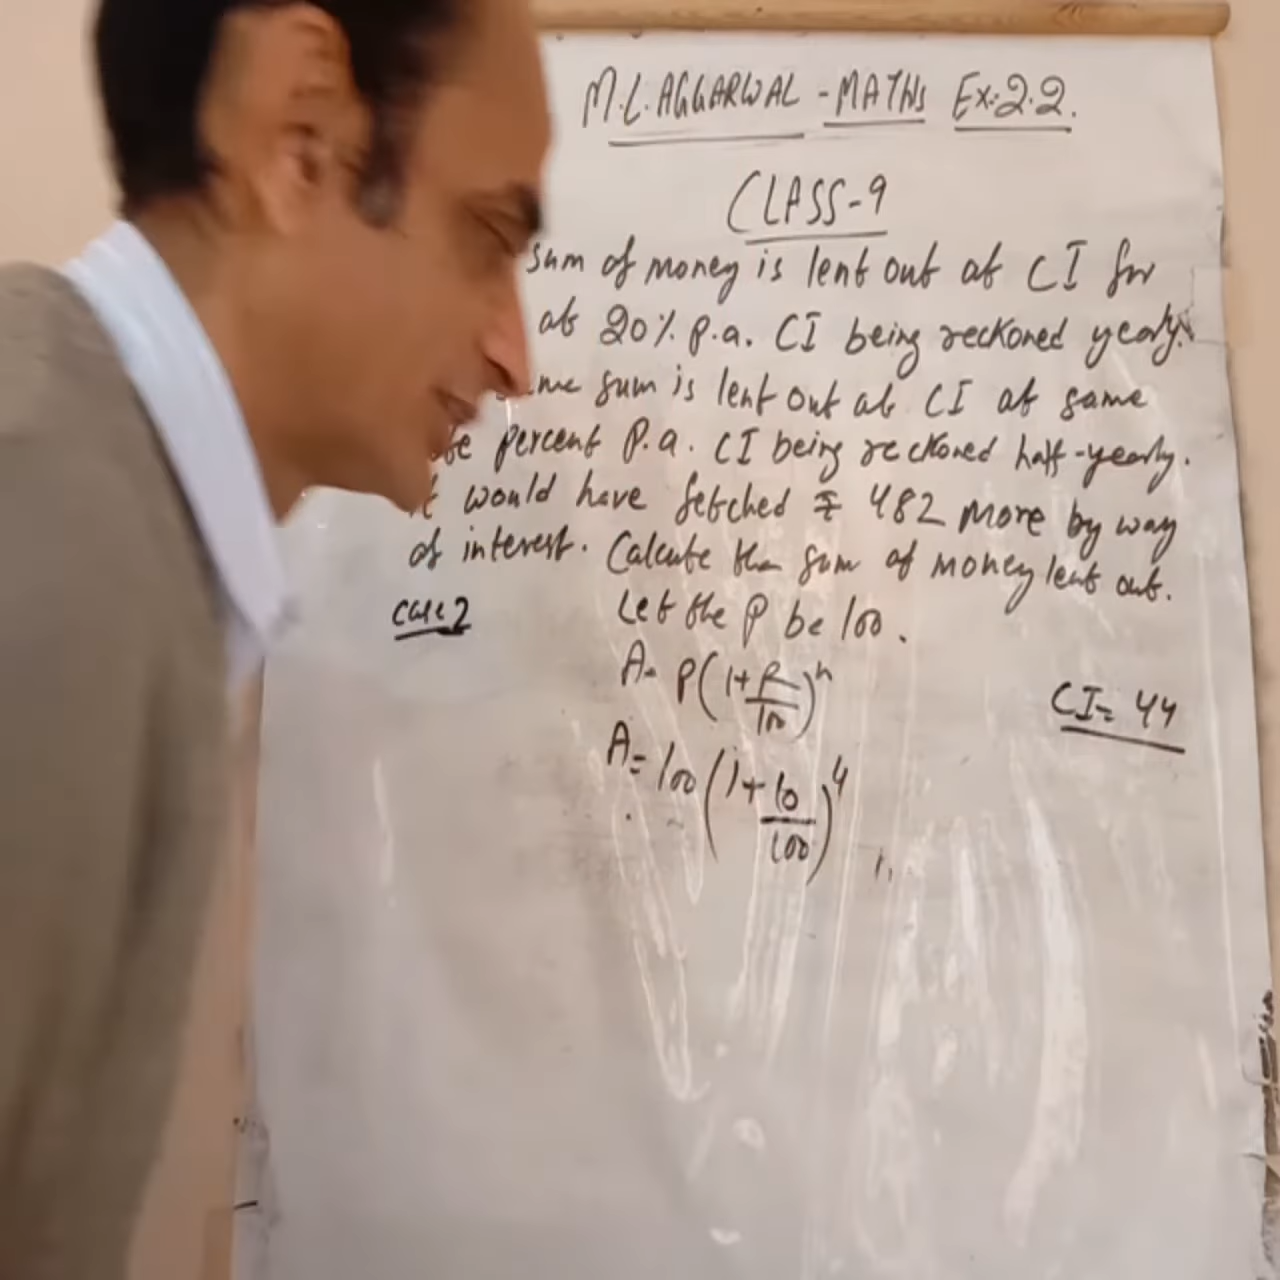 M.L. AGGARWAL - MATHS Ex:2.2.
CLASS-9
sum of money is lent out at CI for
at 20% p.a. CI being reckoned yearly.
sum is lent out at CI at same
percent P.a. CI being reckoned half-yearly.
would have fetched ₹ 482 more by way
of interest. Calcute the sum of money lent out.
Case 2 Let the P be 100.
A= P(1+R/100)^n
CI= 44
A= 100(1+10/100)^4